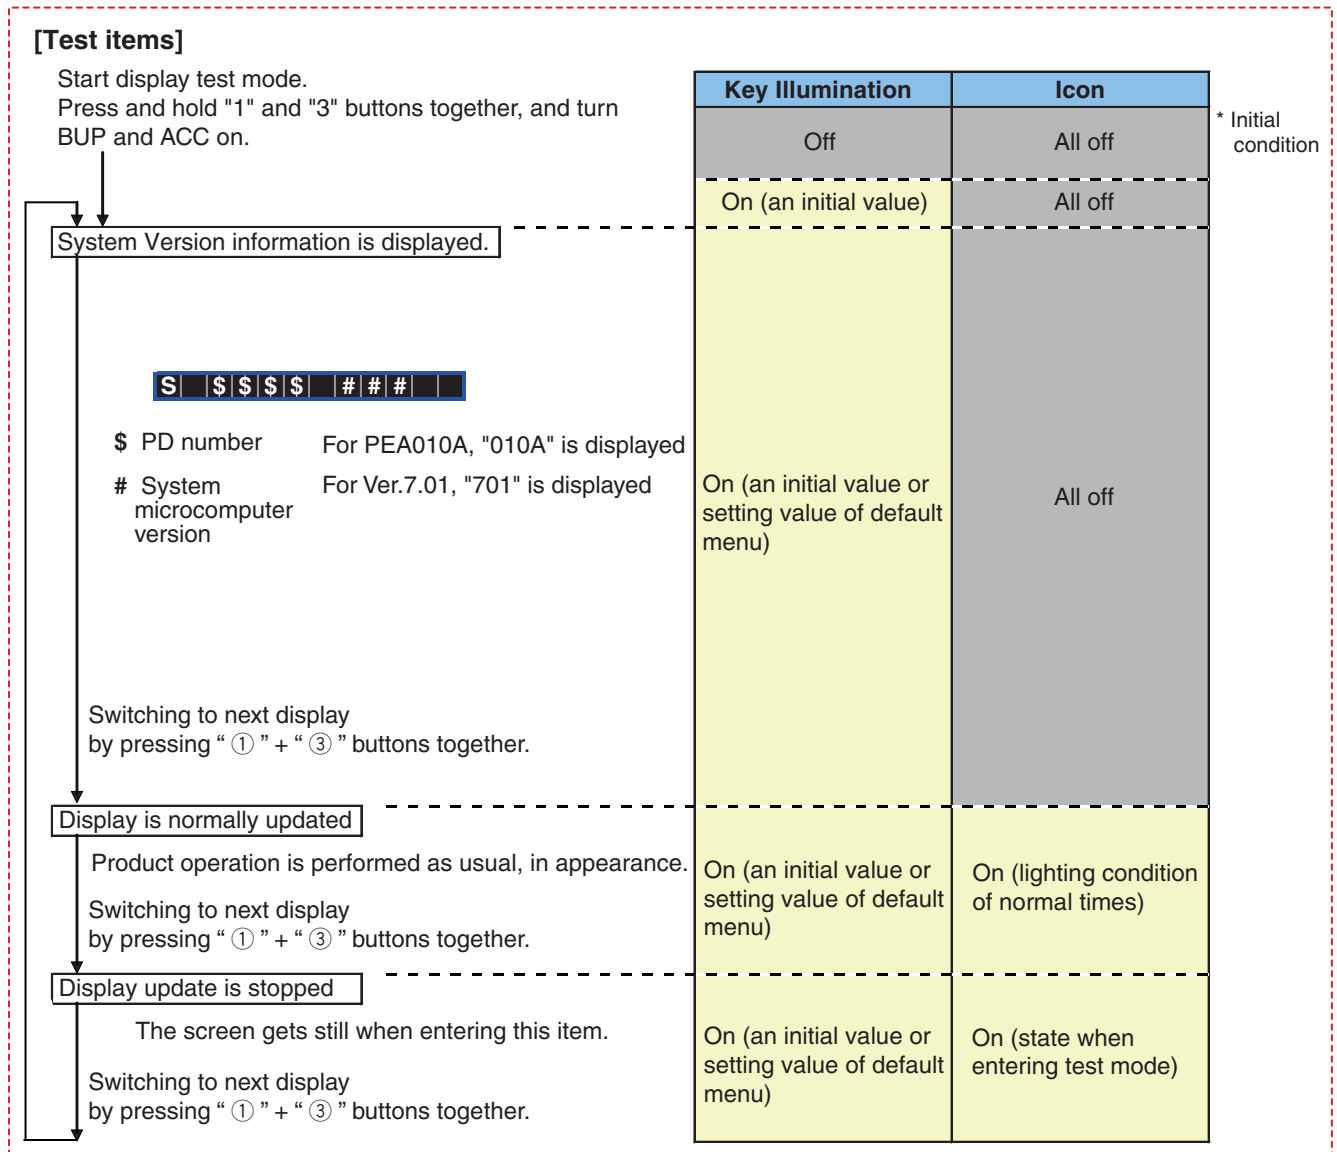 [Test items]
Start display test mode.
Press and hold "1" and "3" buttons together, and turn
BUP and ACC on.
Key Illumination
Icon
Off
All off
* Initial
condition
On (an initial value)
All off
System Version information is displayed.
S $ $ $ $ # # #
$ PD number
For PEA010A, "010A" is displayed
# System
microcomputer
version
For Ver.7.01, "701" is displayed
On (an initial value or
setting value of default
menu)
All off
Switching to next display
by pressing “ ① ” + “ ③ ” buttons together.
Display is normally updated
Product operation is performed as usual, in appearance.
Switching to next display
by pressing “ ① ” + “ ③ ” buttons together.
On (an initial value or
setting value of default
menu)
On (lighting condition
of normal times)
Display update is stopped
The screen gets still when entering this item.
Switching to next display
by pressing “ ① ” + “ ③ ” buttons together.
On (an initial value or
setting value of default
menu)
On (state when
entering test mode)